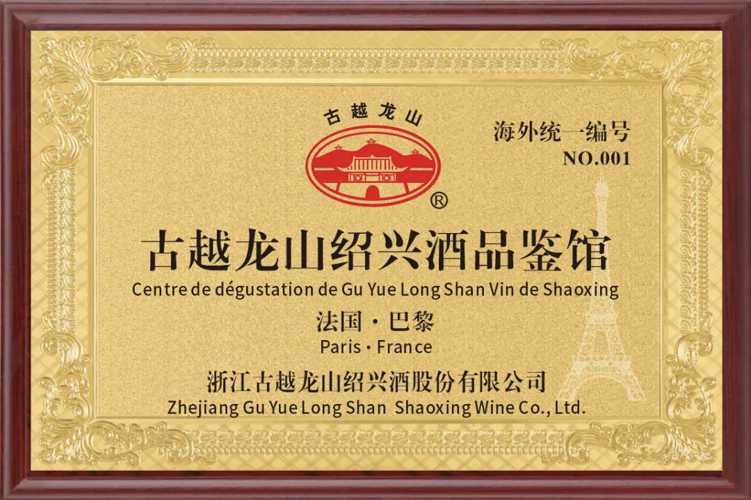 古越龙山
®
海外统一编号
NO.001
古越龙山绍兴酒品鉴馆
Centre de dégustation de Gu Yue Long Shan Vin de Shaoxing
法国·巴黎
Paris·France
浙江古越龙山绍兴酒股份有限公司
Zhejiang Gu Yue Long Shan Shaoxing Wine Co., Ltd.